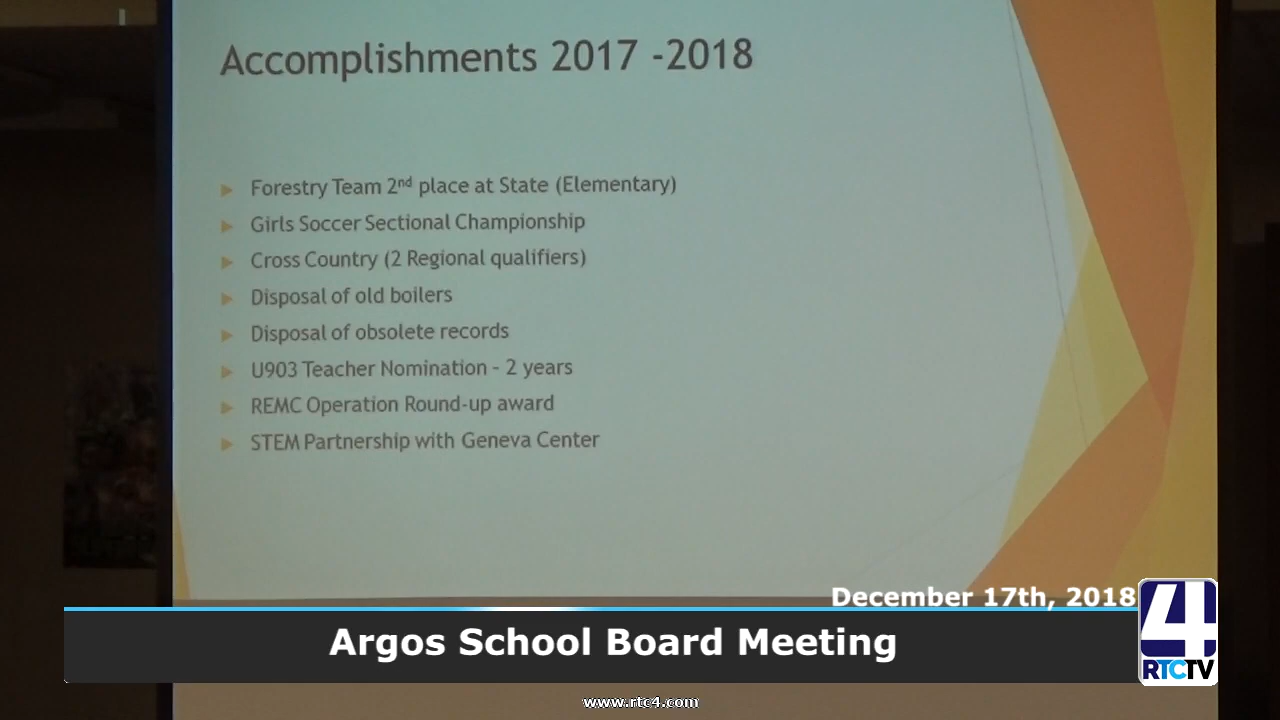 Accomplishments 2017 -2018
Forestry Team 2nd place at State (Elementary)
Girls Soccer Sectional Championship
Cross Country (2 Regional qualifiers)
Disposal of old boilers
Disposal of obsolete records
U903 Teacher Nomination – 2 years
REMC Operation Round-up award
STEM Partnership with Geneva Center
December 17th, 2018
Argos School Board Meeting
4
RTCTV
www.rtc4.com